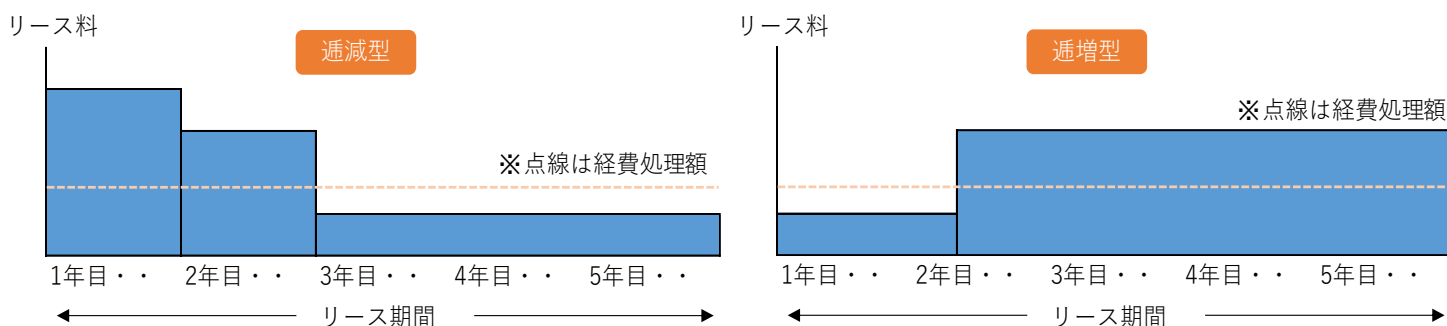 リース料
逓減型
※点線は経費処理額
1年目・・ 2年目・・ 3年目・・ 4年目・・ 5年目・・
リース期間
リース料
逓増型
※点線は経費処理額
1年目・・ 2年目・・ 3年目・・ 4年目・・ 5年目・・
リース期間